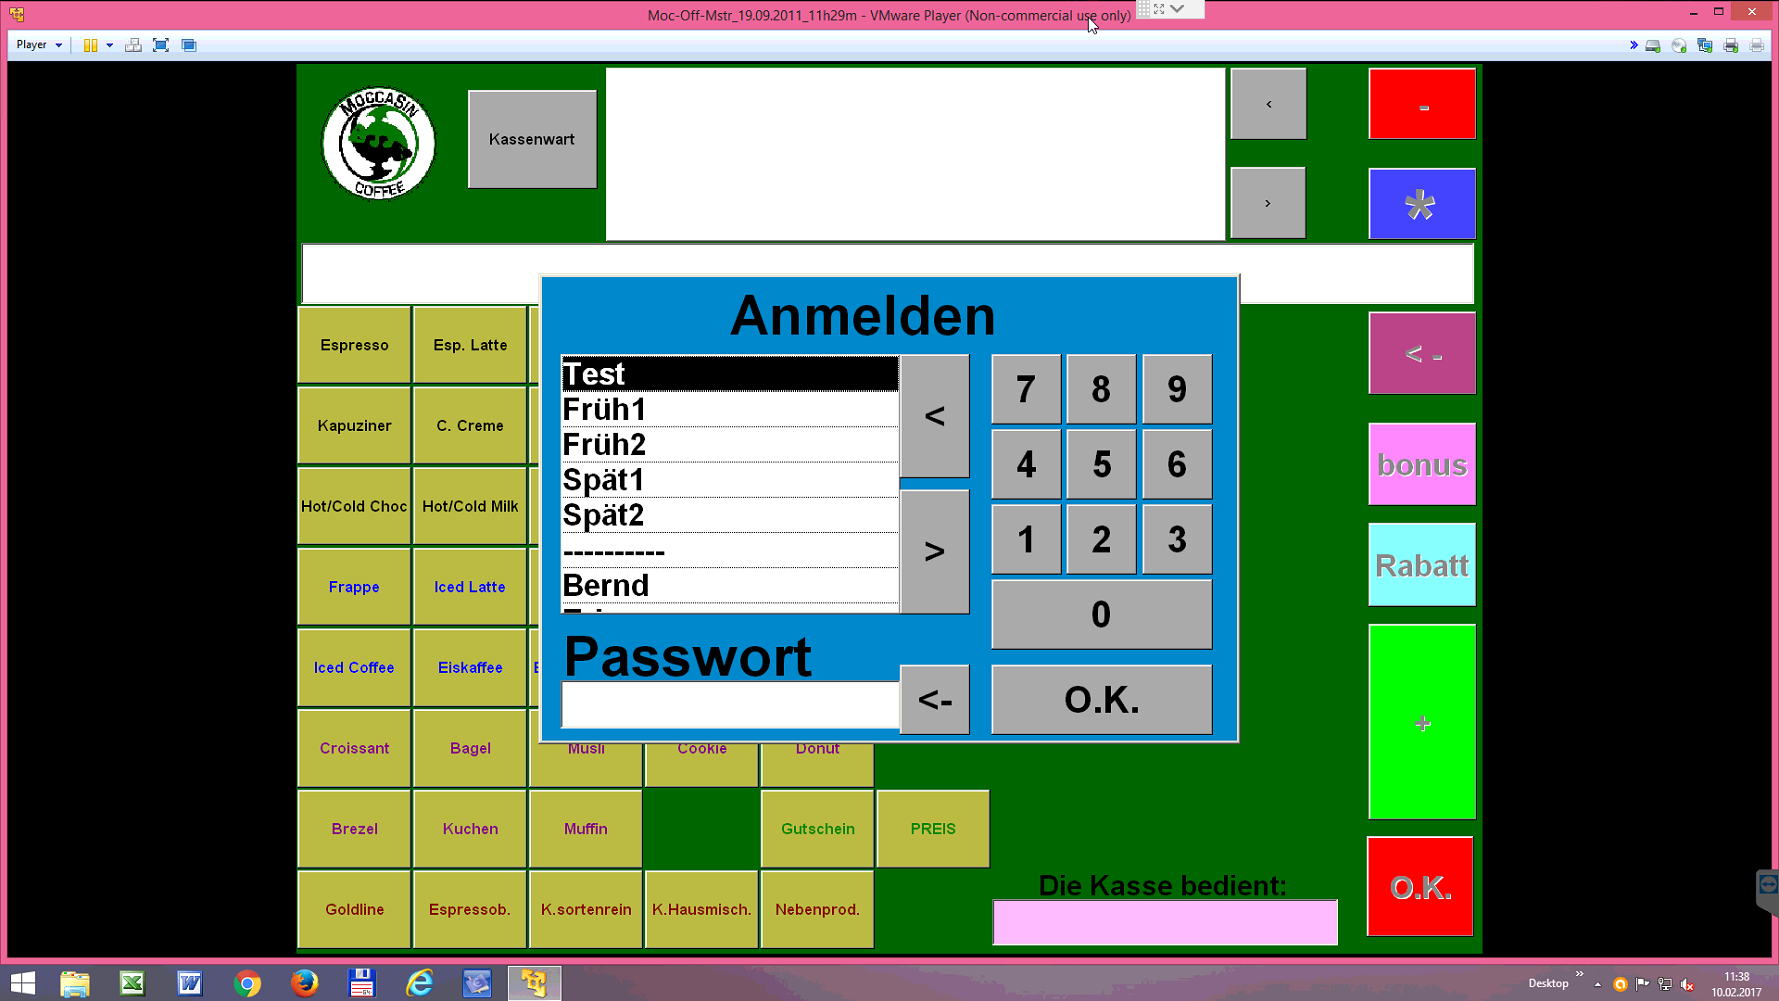 Moc-Off-Mstr_19.09.2011_11h29m - VMware Player (Non-commercial use only)
Player
MOCCASIN
COFFEE
Kassenwart
<
-
>
*
Anmelden
Test
Früh1
Früh2
Spät1
Spät2
----------
Bernd
<
>
7 8 9
4 5 6
1 2 3
0
Passwort
<-
O.K.
Espresso Esp. Latte
< -
Kapuziner C. Creme
bonus
Hot/Cold Choc Hot/Cold Milk
Frappe Iced Latte
Rabatt
Iced Coffee Eiskaffee
+
Croissant Bagel Müsli Cookie Donut
Brezel Kuchen Muffin Gutschein PREIS
Die Kasse bedient:
O.K.
Goldline Espressob. K.sortenrein K.Hausmisch. Nebenprod.
Desktop
11:38
10.02.2017